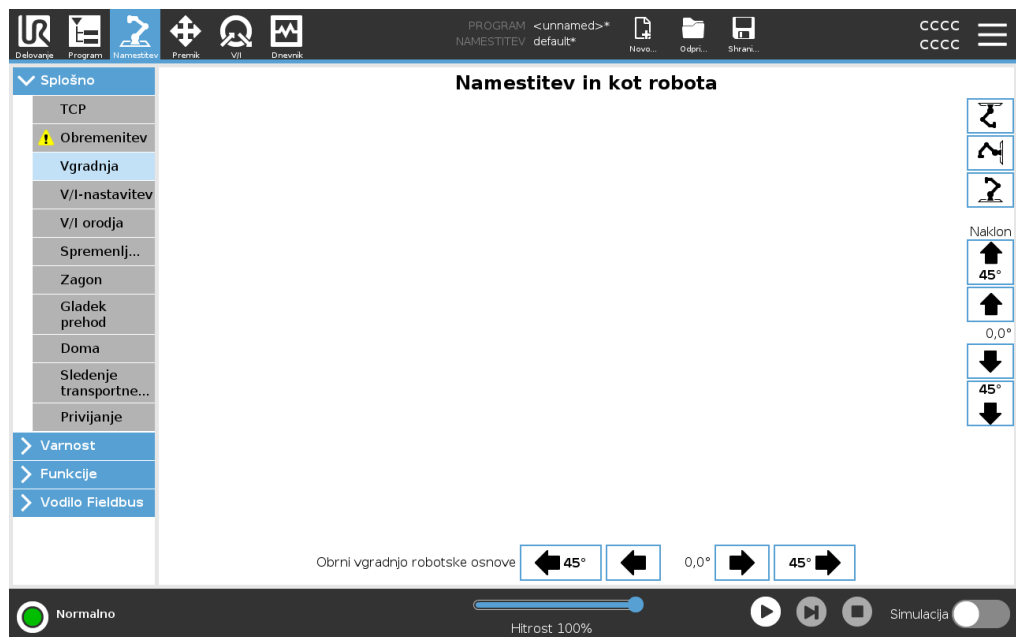 PROGRAM <unnamed>*
NAMESTITEV default*
Delovanje Program Namestitev Premik V/I Dnevnik Novo... Odpri... Shrani...
CCCC
CCCC
Splošno
Namestitev in kot robota
TCP
Obremenitev
Vgradnja
V/I-nastavitev
V/I orodja
Spremenlj...
Zagon
Gladek
prehod
Doma
Sledenje
transportne...
Privijanje
Varnost
Funkcije
Vodilo Fieldbus
Naklon
45°
0,0°
45°
Obrni vgradnjo robotske osnove 45° 0,0° 45°
Normalno
Hitrost 100%
Simulacija